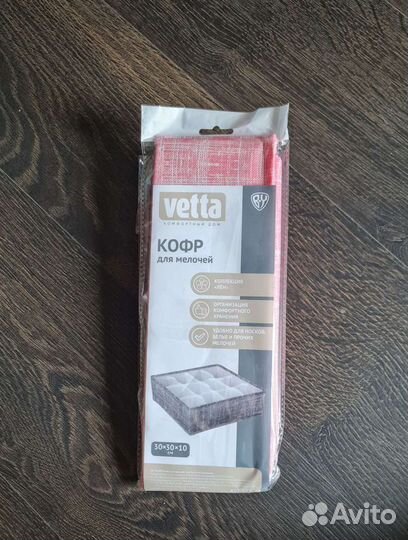 vetta
КОМФОРТНЫЙ ДОМ
КОФР
для мелочей
КОЛЛЕКЦИЯ
«ЛЁН»
ОРГАНИЗАЦИЯ
КОМФОРТНОГО
ХРАНЕНИЯ
УДОБНО ДЛЯ НОСКОВ,
БЕЛЬЯ И ПРОЧИХ
МЕЛОЧЕЙ
30×30×10
СМ
Avito